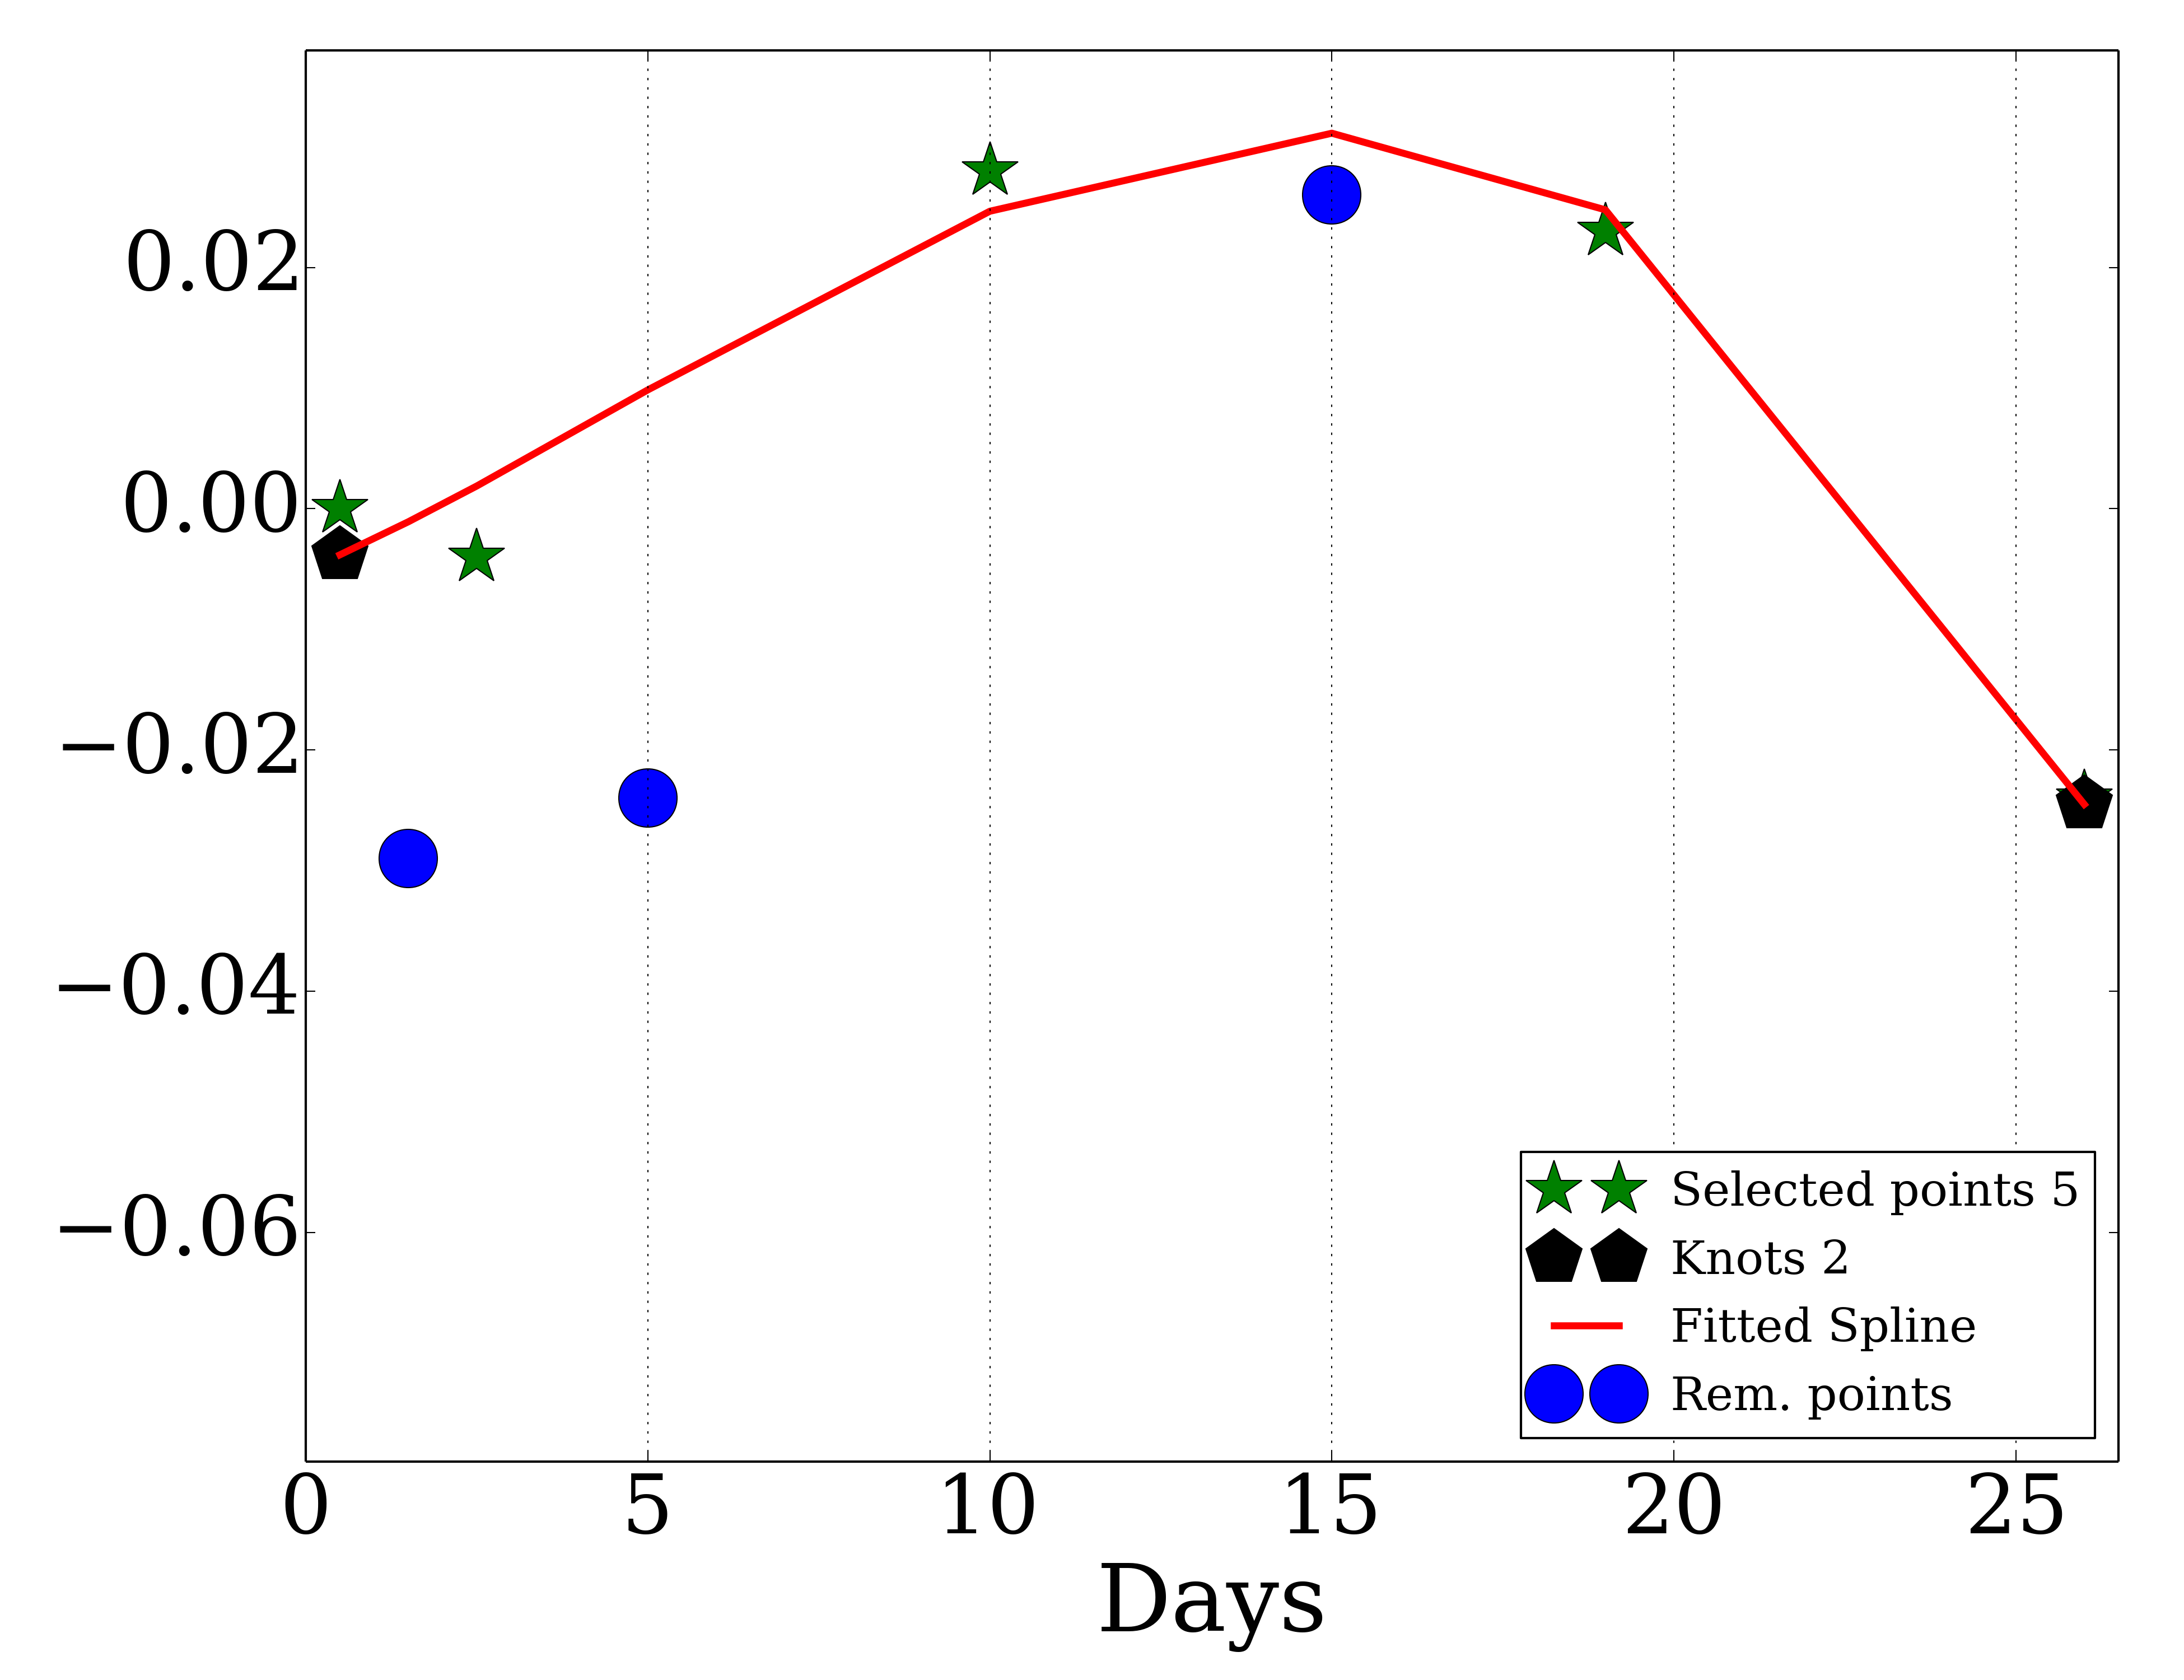 0.02
0.00
−0.02
−0.04
−0.06
0 5 10 15 20 25
Days
Selected points 5
Knots 2
Fitted Spline
Rem. points